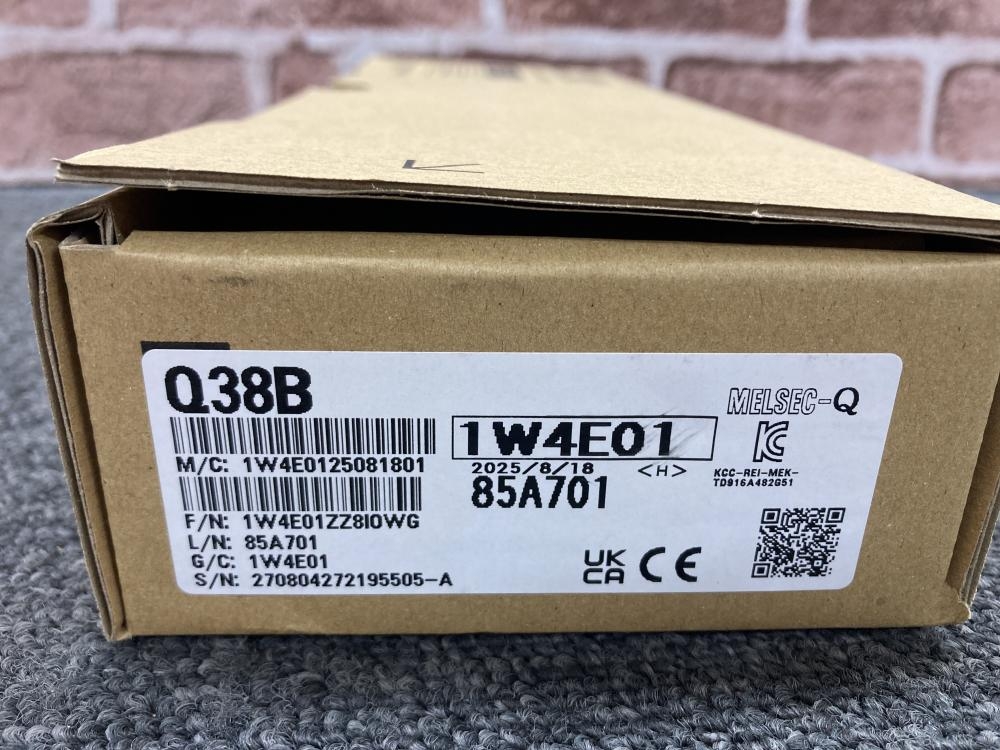 Q38B
MELSEC-Q
1W4E01
M/C: 1W4E0125081801
2025/8/18 <H>
KCC-REI-MEK-
TD916A482G51
85A701
F/N: 1W4E01ZZ8I0WG
L/N: 85A701
G/C: 1W4E01
S/N: 270804272195505-A
UK
CA CE